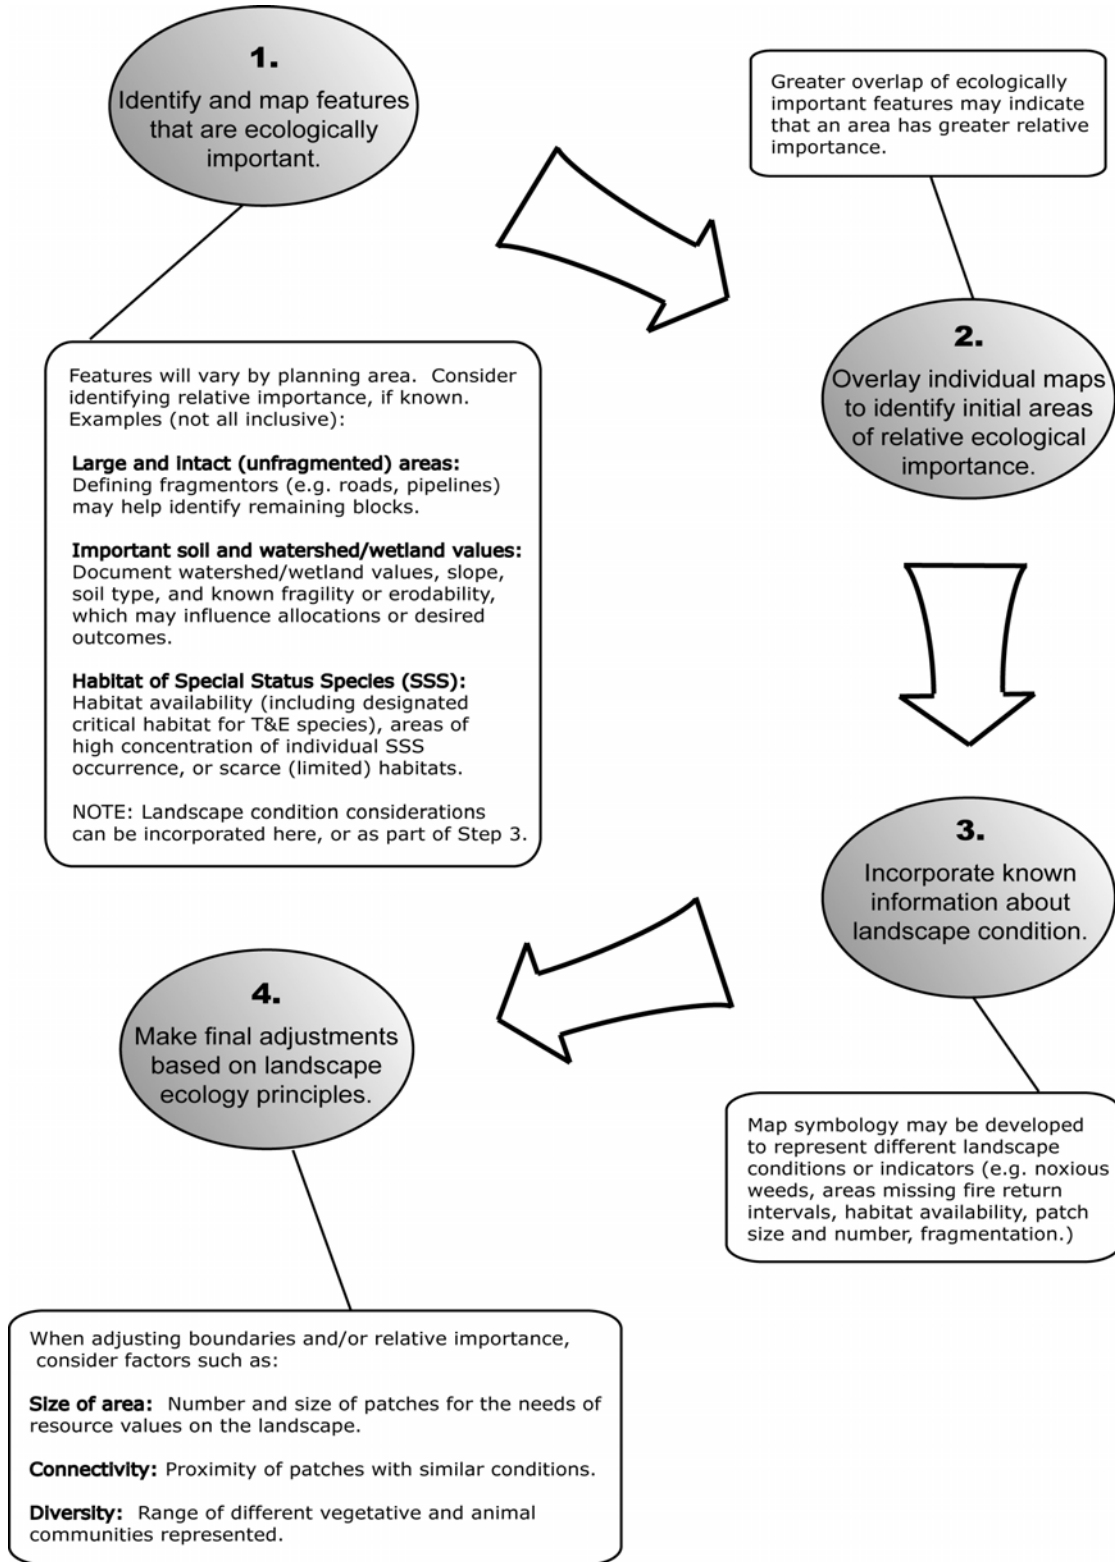 1.
Identify and map features
that are ecologically
important.
Features will vary by planning area.  Consider
identifying relative importance, if known.
Examples (not all inclusive):
Large and intact (unfragmented) areas:
Defining fragmentors (e.g. roads, pipelines)
may help identify remaining blocks.
Important soil and watershed/wetland values:
Document watershed/wetland values, slope,
soil type, and known fragility or erodability,
which may influence allocations or desired
outcomes.
Habitat of Special Status Species (SSS):
Habitat availability (including designated
critical habitat for T&E species), areas of
high concentration of individual SSS
occurrence, or scarce (limited) habitats.
NOTE: Landscape condition considerations
can be incorporated here, or as part of Step 3.
Greater overlap of ecologically
important features may indicate
that an area has greater relative
importance.
2.
Overlay individual maps
to identify initial areas
of relative ecological
importance.
3.
Incorporate known
information about
landscape condition.
Map symbology may be developed
to represent different landscape
conditions or indicators (e.g. noxious
weeds, areas missing fire return
intervals, habitat availability, patch
size and number, fragmentation.)
4.
Make final adjustments
based on landscape
ecology principles.
When adjusting boundaries and/or relative importance,
consider factors such as:
Size of area:  Number and size of patches for the needs of
resource values on the landscape.
Connectivity: Proximity of patches with similar conditions.
Diversity:  Range of different vegetative and animal
communities represented.